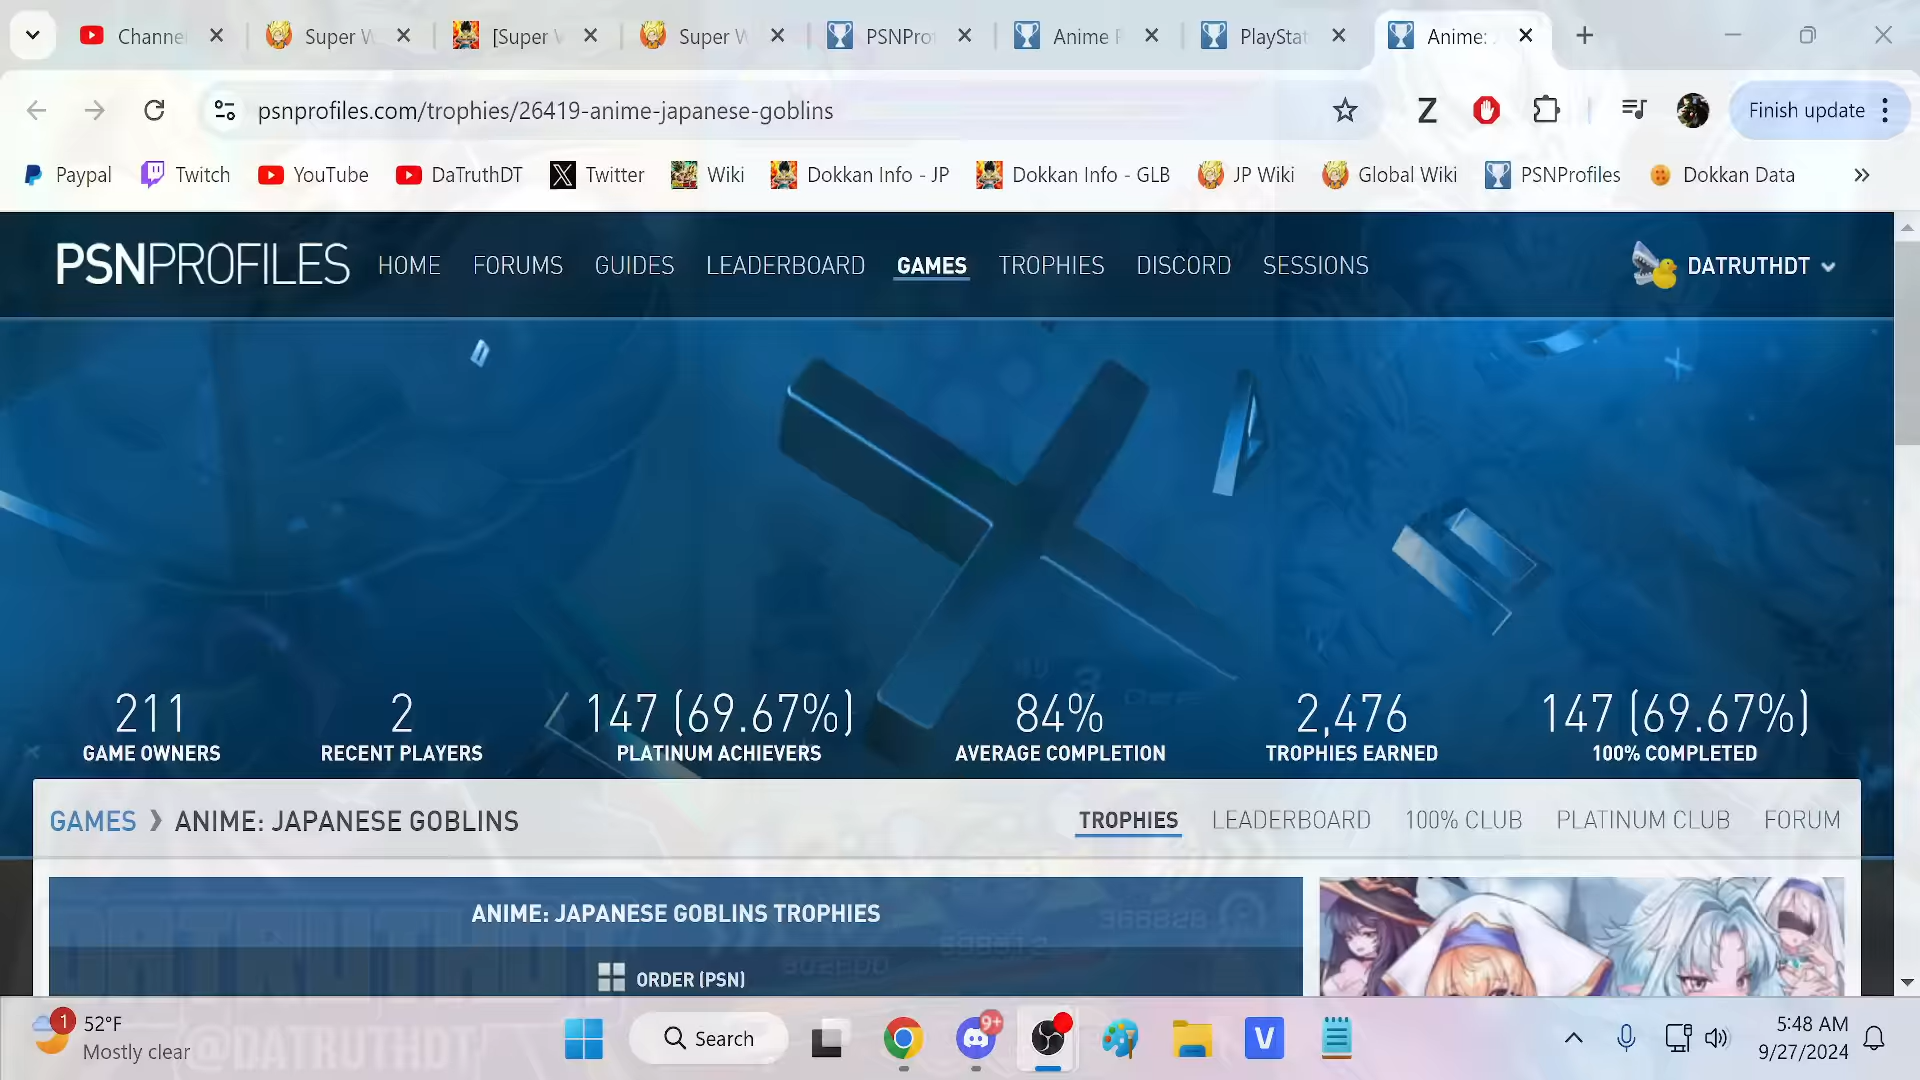 Channe
Super W
[Super
Super W
PSNPro
Anime
PlayStat
Anime:
psnprofiles.com/trophies/26419-anime-japanese-goblins
Z
Finish update
Paypal
Twitch
YouTube
DaTruthDT
Twitter
Wiki
Dokkan Info - JP
Dokkan Info - GLB
JP Wiki
Global Wiki
PSNProfiles
Dokkan Data
PSNPROFILES
HOME
FORUMS
GUIDES
LEADERBOARD
GAMES
TROPHIES
DISCORD
SESSIONS
DATRUTHDT
211
GAME OWNERS
2
RECENT PLAYERS
147 (69.67%)
PLATINUM ACHIEVERS
84%
AVERAGE COMPLETION
2,476
TROPHIES EARNED
147 (69.67%)
100% COMPLETED
GAMES > ANIME: JAPANESE GOBLINS
TROPHIES
LEADERBOARD
100% CLUB
PLATINUM CLUB
FORUM
ANIME: JAPANESE GOBLINS TROPHIES
ORDER (PSN)
DATRUTHDT
@DATRUTHDT
1
52°F
Mostly clear
Search
9+
V
5:48 AM
9/27/2024